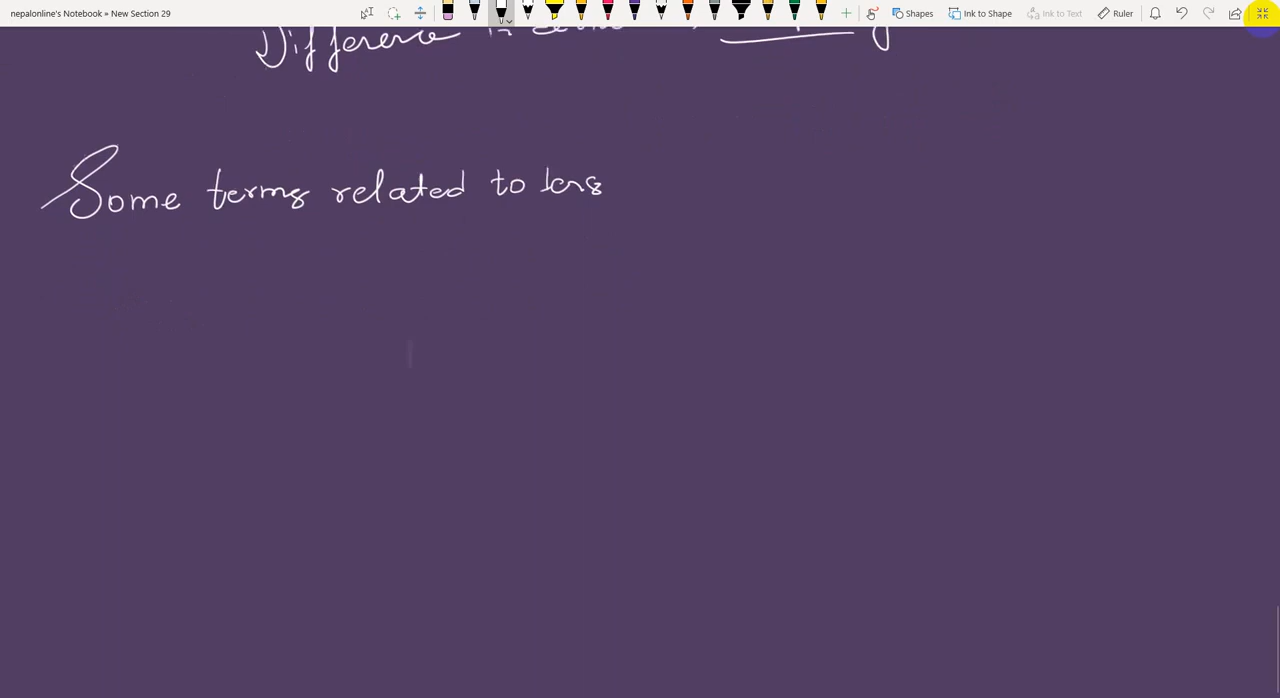 nepalonline's Notebook » New Section 29
Shapes Ink to Shape Ink to Text Ruler
Difference in
Some terms related to lens